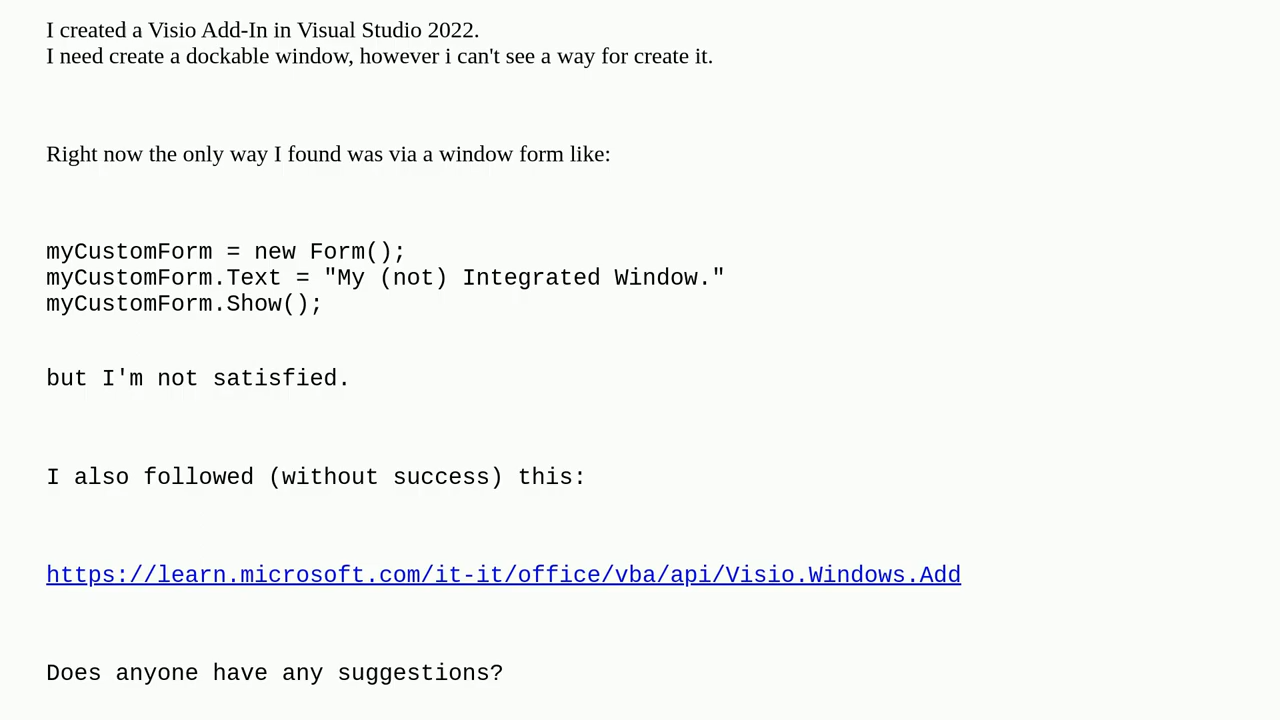 I created a Visio Add-In in Visual Studio 2022.
I need create a dockable window, however i can't see a way for create it.
Right now the only way I found was via a window form like:
myCustomForm = new Form();
myCustomForm.Text = "My (not) Integrated Window."
myCustomForm.Show();
but I'm not satisfied.
I also followed (without success) this:
https://learn.microsoft.com/it-it/office/vba/api/Visio.Windows.Add
Does anyone have any suggestions?